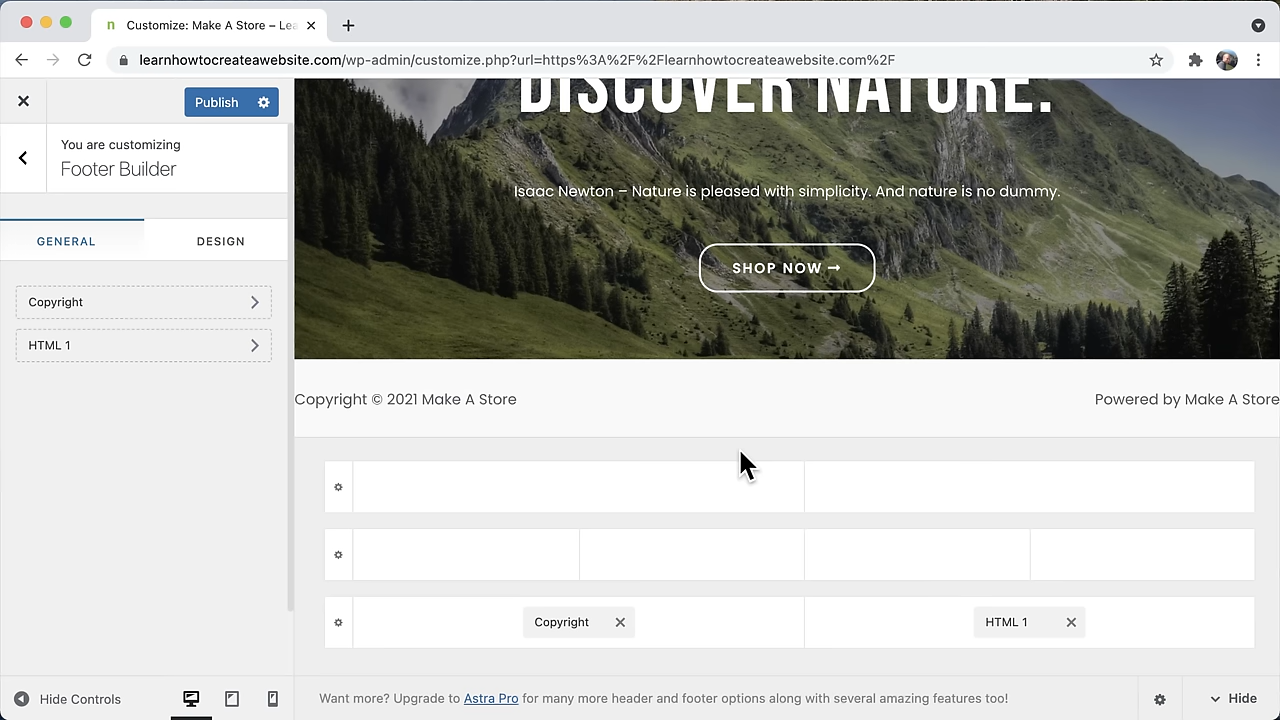 Customize: Make A Store – Lea
learnhowtocreateawebsite.com/wp-admin/customize.php?url=https%3A%2F%2Flearnhowtocreateawebsite.com%2F
Publish
You are customizing
Footer Builder
GENERAL
DESIGN
Copyright
HTML 1
DISCOVER NATURE.
Isaac Newton – Nature is pleased with simplicity. And nature is no dummy.
SHOP NOW
Copyright © 2021 Make A Store
Powered by Make A Store
Copyright
HTML 1
Hide Controls
Want more? Upgrade to Astra Pro for many more header and footer options along with several amazing features too!
Hide